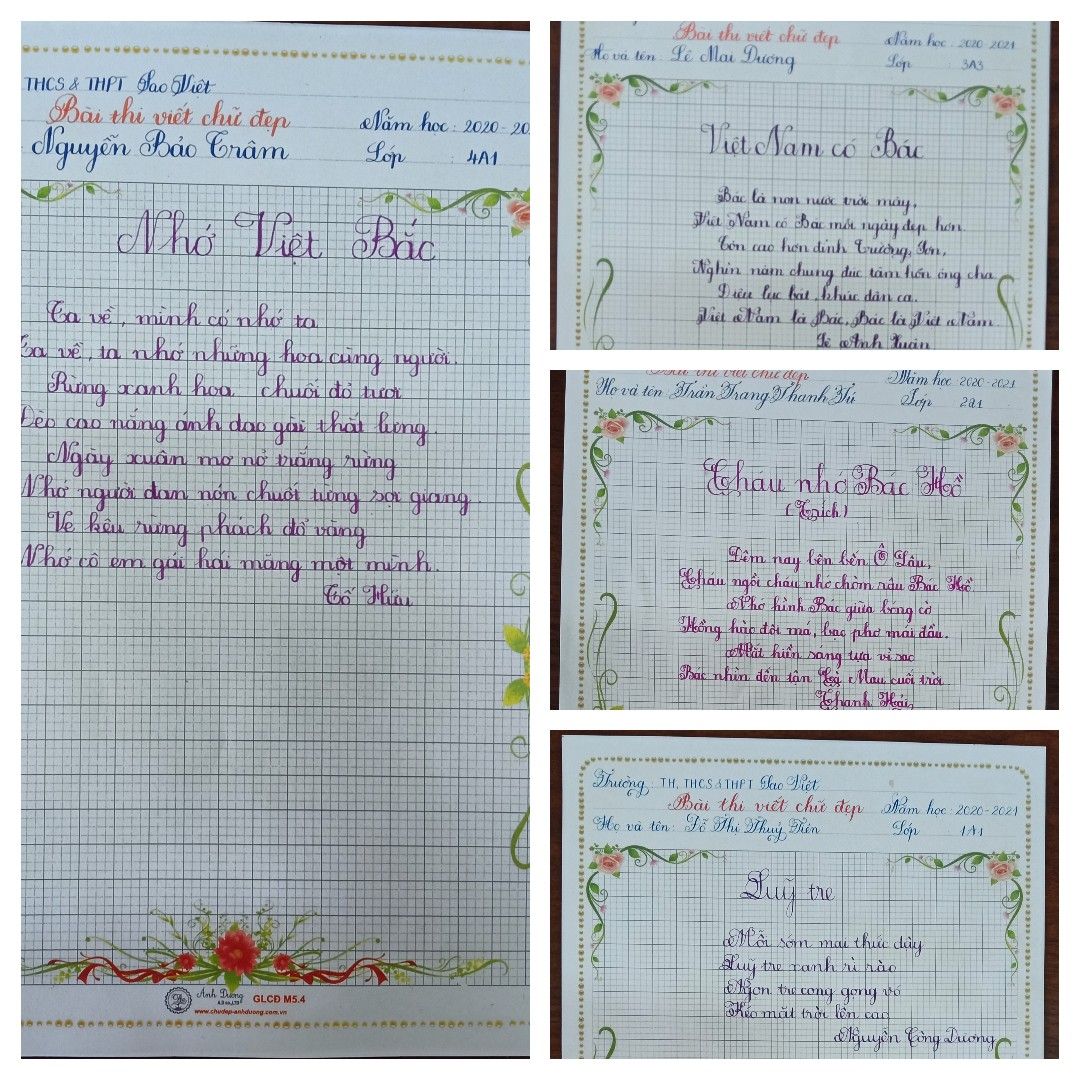 THCS & THPT Sao Việt
Bài thi viết chữ đẹp
Năm học : 2020 - 20
Nguyễn Bảo Trâm
Lớp : 4A1
Nhớ Việt Bắc
Ta về, mình có nhớ ta
Ta về, ta nhớ những hoa cùng người.
Rừng xanh hoa chuối đỏ tươi
Đèo cao nắng ánh dao gài thắt lưng.
Ngày xuân mơ nở trắng rừng
Nhớ người đan nón chuốt từng sợi giang.
Ve kêu rừng phách đổ vàng
Nhớ cô em gái hái măng một mình.
Tố Hữu
Anh Dương
GLCĐ M5.4
www.chudep-anhduong.com.vn
Bài thi viết chữ đẹp
Năm học : 2020 - 2021
Họ và tên : Lê Mai Dương
Lớp : 3A3
Việt Nam có Bác
Bác là non nước trời mây,
Việt Nam có Bác mỗi ngày đẹp hơn.
Còn cao hơn đỉnh Trường Sơn,
Nghìn năm chung đúc tâm hồn ông cha.
Điệu lục bát, khúc dân ca.
Việt Nam là Bác, Bác là Việt Nam.
Lê Anh Xuân
Bài thi viết chữ đẹp
Năm học : 2020 - 2021
Họ và tên : Trần Trang Thanh Tú
Lớp : 2A1
Cháu nhớ Bác Hồ
(Trích)
Đêm nay bên bến Ô Lâu,
Cháu ngồi cháu nhớ chòm râu Bác Hồ.
Nhớ hình Bác giữa bóng cờ
Hồng hào đôi má, bạc phơ mái đầu.
Mắt hiền sáng tựa vì sao
Bác nhìn đến tận Cà Mau cuối trời.
Thanh Hải
Trường : TH, THCS & THPT Sao Việt
Bài thi viết chữ đẹp
Năm học : 2020 - 2021
Họ và tên : Đỗ Thị Thuỷ Tiên
Lớp : 1A1
Luỹ tre
Mỗi sớm mai thức dậy
Luỹ tre xanh rì rào
Ngọn tre cong gọng vó
Kéo mặt trời lên cao
Nguyễn Công Dương